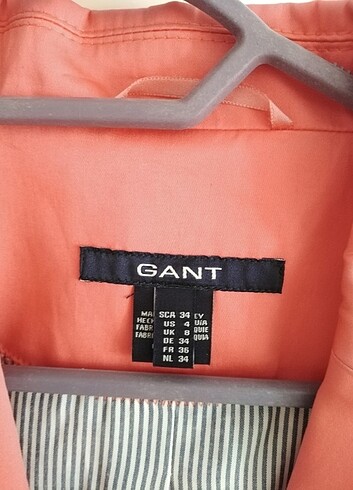 GANT
SCA 34
US 4
UK 8
DE 34
FR 36
NL 34